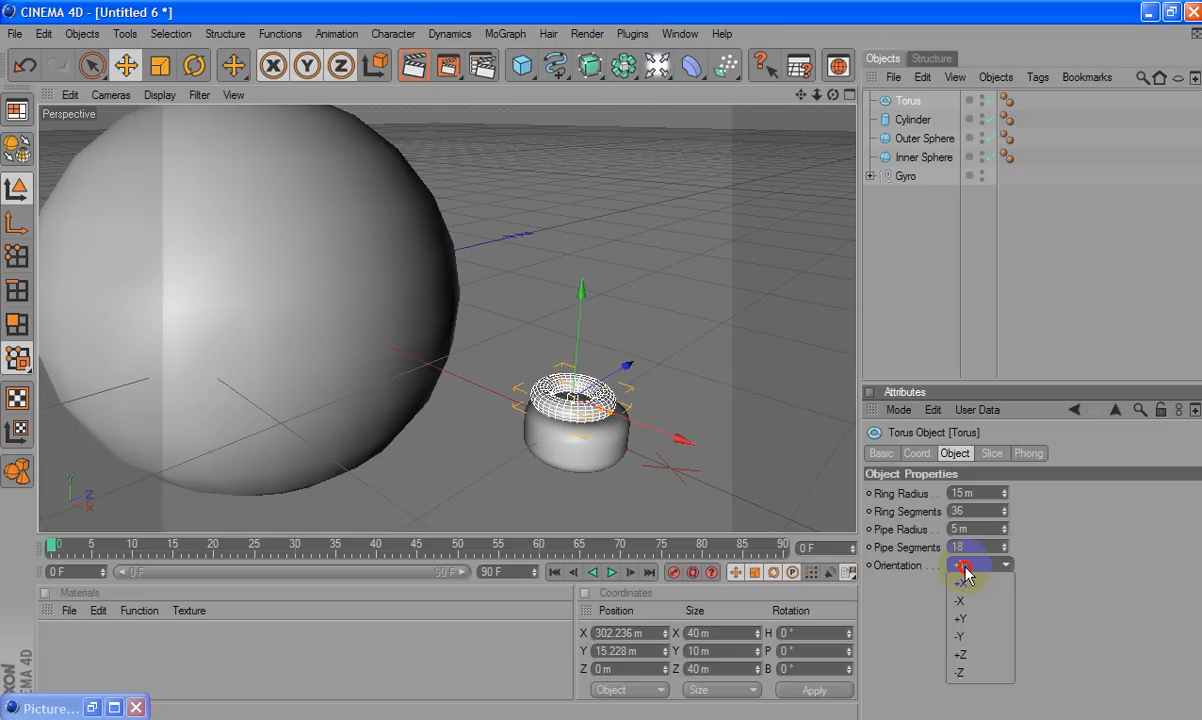 CINEMA 4D - [Untitled 6 *]
File Edit Objects Tools Selection Structure Functions Animation Character Dynamics MoGraph Hair Render Plugins Window Help
X Y Z
Objects Structure
File Edit View Objects Tags Bookmarks
Edit Cameras Display Filter View
Perspective
Torus
Cylinder
Outer Sphere
Inner Sphere
Gyro
Attributes
Mode Edit User Data
Torus Object [Torus]
Basic Coord. Object Slice Phong
Object Properties
Ring Radius . . 15 m
Ring Segments 36
Pipe Radius . . 5 m
Pipe Segments 18
Orientation . . .
+X
-X
+Y
-Y
+Z
-Z
Y
Z
X
0 5 10 15 20 25 30 35 40 45 50 55 60 65 70 75 80 85 90 0 F
0 F 0 F 90 F 90 F
P
Materials
File Edit Function Texture
Coordinates
Position Size Rotation
X 302.236 m X 40 m H 0 °
Y 15.228 m Y 10 m P 0 °
Z 0 m Z 40 m B 0 °
Object Size Apply
CINEMA 4D
Picture...